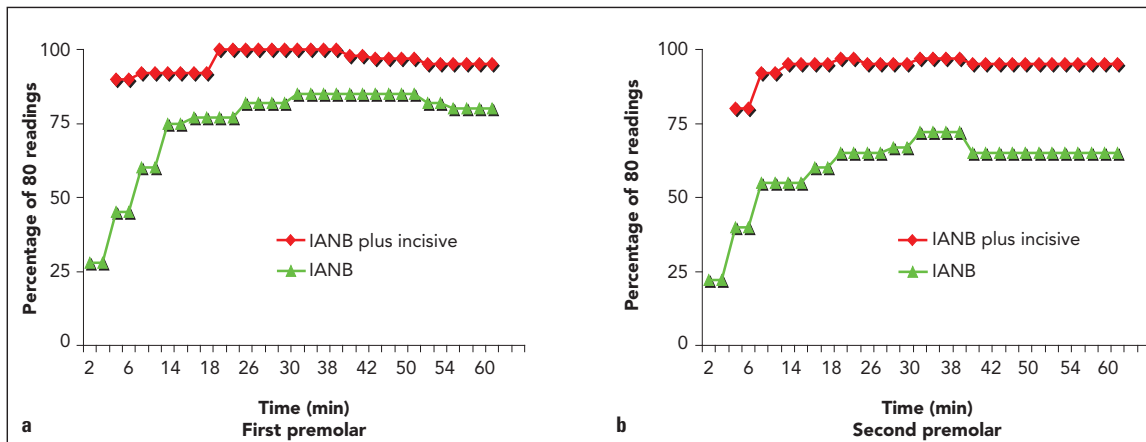 Percentage of 80 readings
100
75
50
25
0
IANB plus incisive
IANB
2 6 14 18 26 30 38 42 50 54 60
Time (min)
First premolar
a
Percentage of 80 readings
100
75
50
25
0
IANB plus incisive
IANB
2 6 14 18 26 30 38 42 50 54 60
Time (min)
Second premolar
b